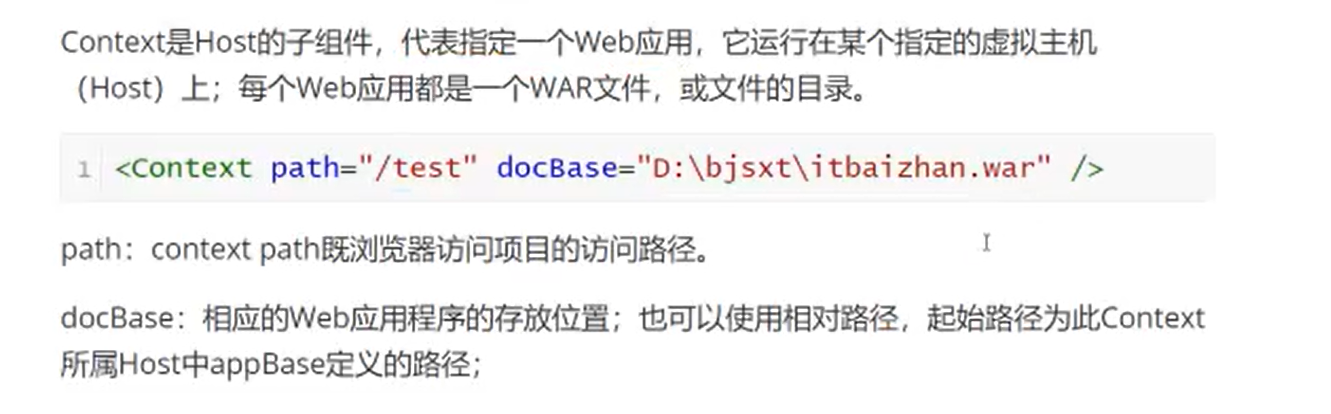 Context是Host的子组件，代表指定一个Web应用，它运行在某个指定的虚拟主机
（Host）上；每个Web应用都是一个WAR文件，或文件的目录。
1 <Context path="/test" docBase="D:\bjsxt\itbaizhan.war" />
path：context path既浏览器访问项目的访问路径。
docBase：相应的Web应用程序的存放位置；也可以使用相对路径，起始路径为此Context
所属Host中appBase定义的路径；